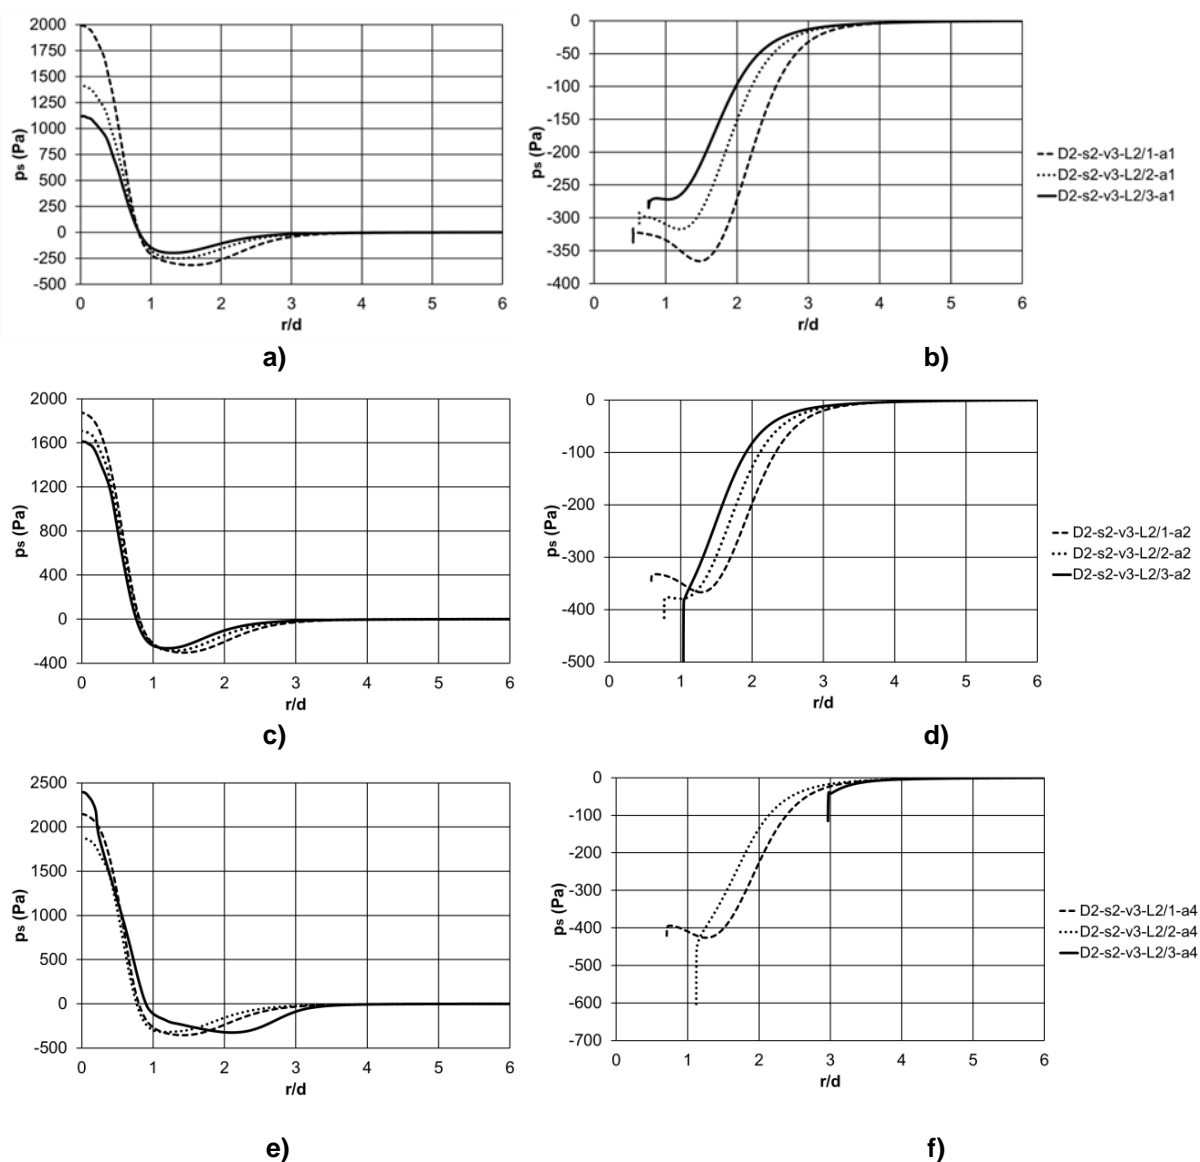 2000
1750
1500
1250
1000
750
500
250
0
-250
-500
ps (Pa)
0 1 2 3 4 5 6
r/d
a)
0
-50
-100
-150
-200
-250
-300
-350
-400
ps (Pa)
0 1 2 3 4 5 6
r/d
b)
D2-s2-v3-L2/1-a1
D2-s2-v3-L2/2-a1
D2-s2-v3-L2/3-a1
2000
1600
1200
800
400
0
-400
ps (Pa)
0 1 2 3 4 5 6
r/d
c)
0
-100
-200
-300
-400
-500
ps (Pa)
0 1 2 3 4 5 6
r/d
d)
D2-s2-v3-L2/1-a2
D2-s2-v3-L2/2-a2
D2-s2-v3-L2/3-a2
2500
2000
1500
1000
500
0
-500
ps (Pa)
0 1 2 3 4 5 6
r/d
e)
0
-100
-200
-300
-400
-500
-600
-700
ps (Pa)
0 1 2 3 4 5 6
r/d
f)
D2-s2-v3-L2/1-a4
D2-s2-v3-L2/2-a4
D2-s2-v3-L2/3-a4